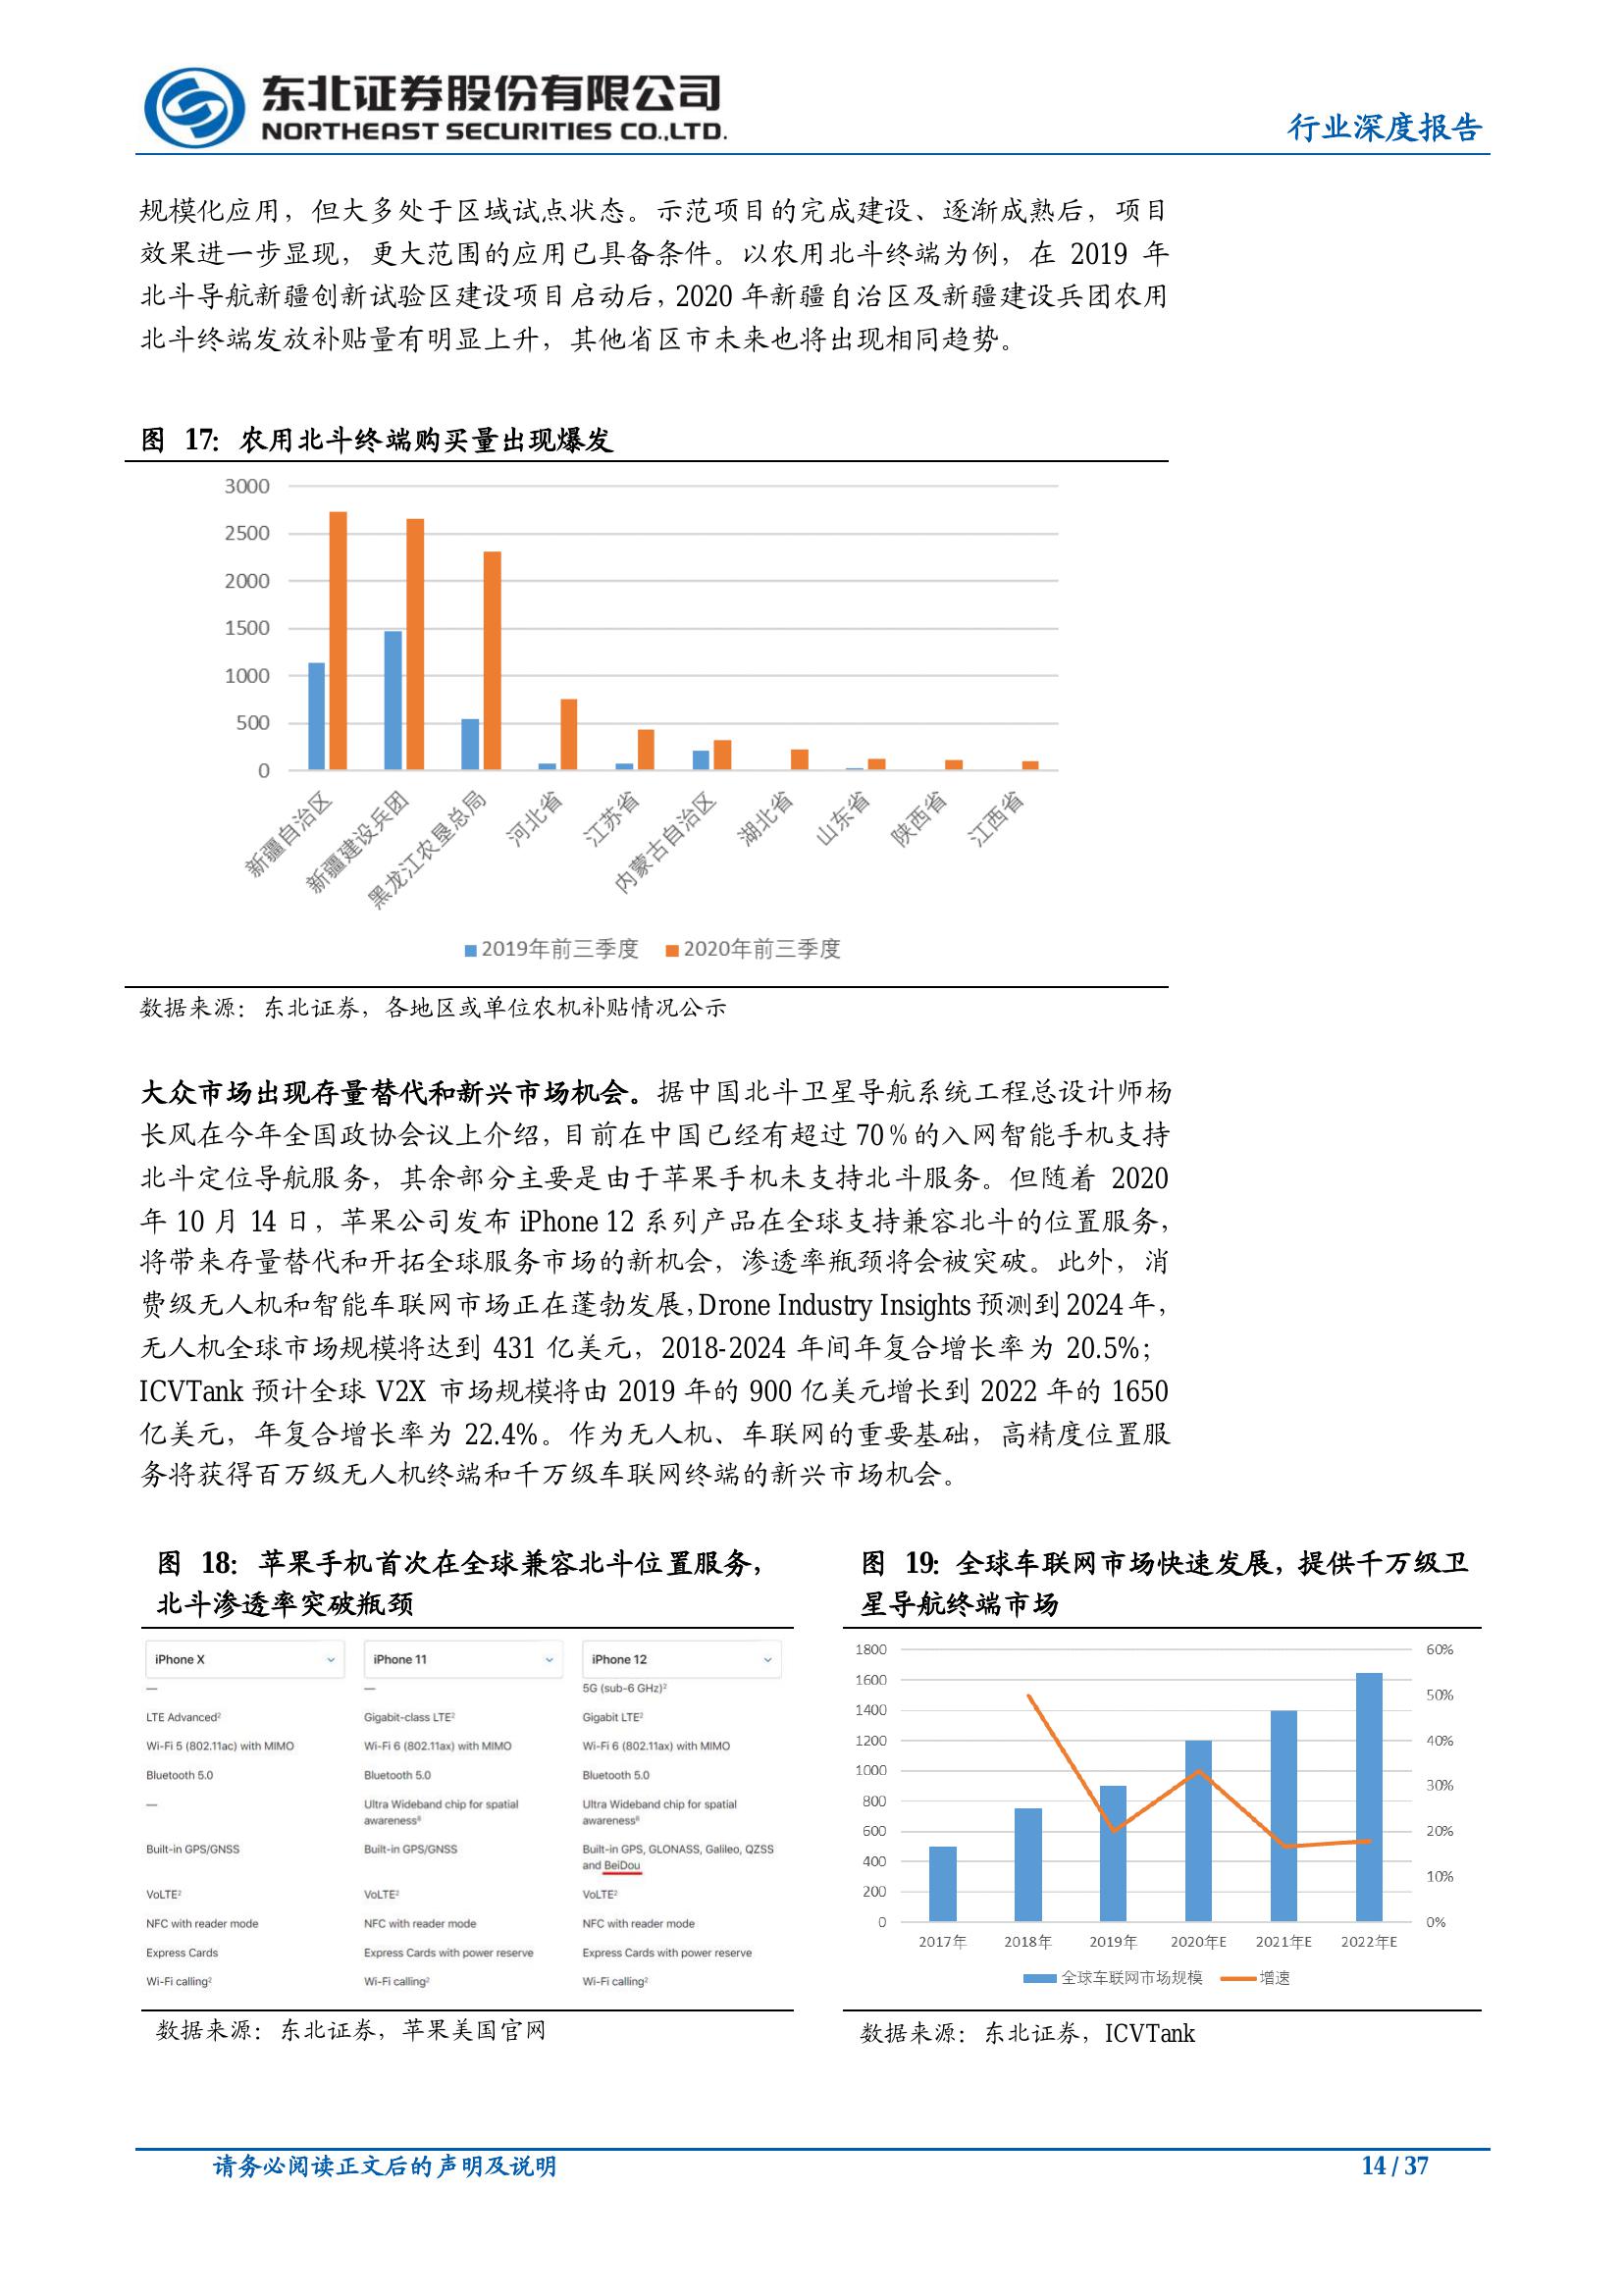 东北证券股份有限公司
NORTHEAST SECURITIES CO.,LTD.
行业深度报告
规模化应用，但大多处于区域试点状态。示范项目的完成建设、逐渐成熟后，项目
效果进一步显现，更大范围的应用已具备条件。以农用北斗终端为例，在 2019 年
北斗导航新疆创新试验区建设项目启动后，2020 年新疆自治区及新疆建设兵团农用
北斗终端发放补贴量有明显上升，其他省区市未来也将出现相同趋势。
图 17：农用北斗终端购买量出现爆发
3000
2500
2000
1500
1000
500
0
新疆自治区
新疆建设兵团
黑龙江农垦总局
河北省
江苏省
内蒙古自治区
湖北省
山东省
陕西省
江西省
2019年前三季度 2020年前三季度
数据来源：东北证券，各地区或单位农机补贴情况公示
大众市场出现存量替代和新兴市场机会。据中国北斗卫星导航系统工程总设计师杨
长风在今年全国政协会议上介绍，目前在中国已经有超过 70％的入网智能手机支持
北斗定位导航服务，其余部分主要是由于苹果手机未支持北斗服务。但随着 2020
年 10 月 14 日，苹果公司发布 iPhone 12 系列产品在全球支持兼容北斗的位置服务，
将带来存量替代和开拓全球服务市场的新机会，渗透率瓶颈将会被突破。此外，消
费级无人机和智能车联网市场正在蓬勃发展，Drone Industry Insights 预测到 2024 年，
无人机全球市场规模将达到 431 亿美元，2018-2024 年间年复合增长率为 20.5%；
ICVTank 预计全球 V2X 市场规模将由 2019 年的 900 亿美元增长到 2022 年的 1650
亿美元，年复合增长率为 22.4%。作为无人机、车联网的重要基础，高精度位置服
务将获得百万级无人机终端和千万级车联网终端的新兴市场机会。
图 18：苹果手机首次在全球兼容北斗位置服务，
北斗渗透率突破瓶颈
iPhone X iPhone 11 iPhone 12
— — 5G (sub-6 GHz)²
LTE Advanced² Gigabit-class LTE² Gigabit LTE²
Wi-Fi 5 (802.11ac) with MIMO Wi-Fi 6 (802.11ax) with MIMO Wi-Fi 6 (802.11ax) with MIMO
Bluetooth 5.0 Bluetooth 5.0 Bluetooth 5.0
— Ultra Wideband chip for spatial Ultra Wideband chip for spatial
awareness⁸ awareness⁸
Built-in GPS/GNSS Built-in GPS/GNSS Built-in GPS, GLONASS, Galileo, QZSS
and BeiDou
VoLTE² VoLTE² VoLTE²
NFC with reader mode NFC with reader mode NFC with reader mode
Express Cards Express Cards with power reserve Express Cards with power reserve
Wi-Fi calling² Wi-Fi calling² Wi-Fi calling²
数据来源：东北证券，苹果美国官网
图 19：全球车联网市场快速发展，提供千万级卫
星导航终端市场
1800 60%
1600
50%
1400
1200 40%
1000
30%
800
600 20%
400
10%
200
0 0%
2017年 2018年 2019年 2020年E 2021年E 2022年E
全球车联网市场规模 增速
数据来源：东北证券，ICVTank
请务必阅读正文后的声明及说明
14 / 37